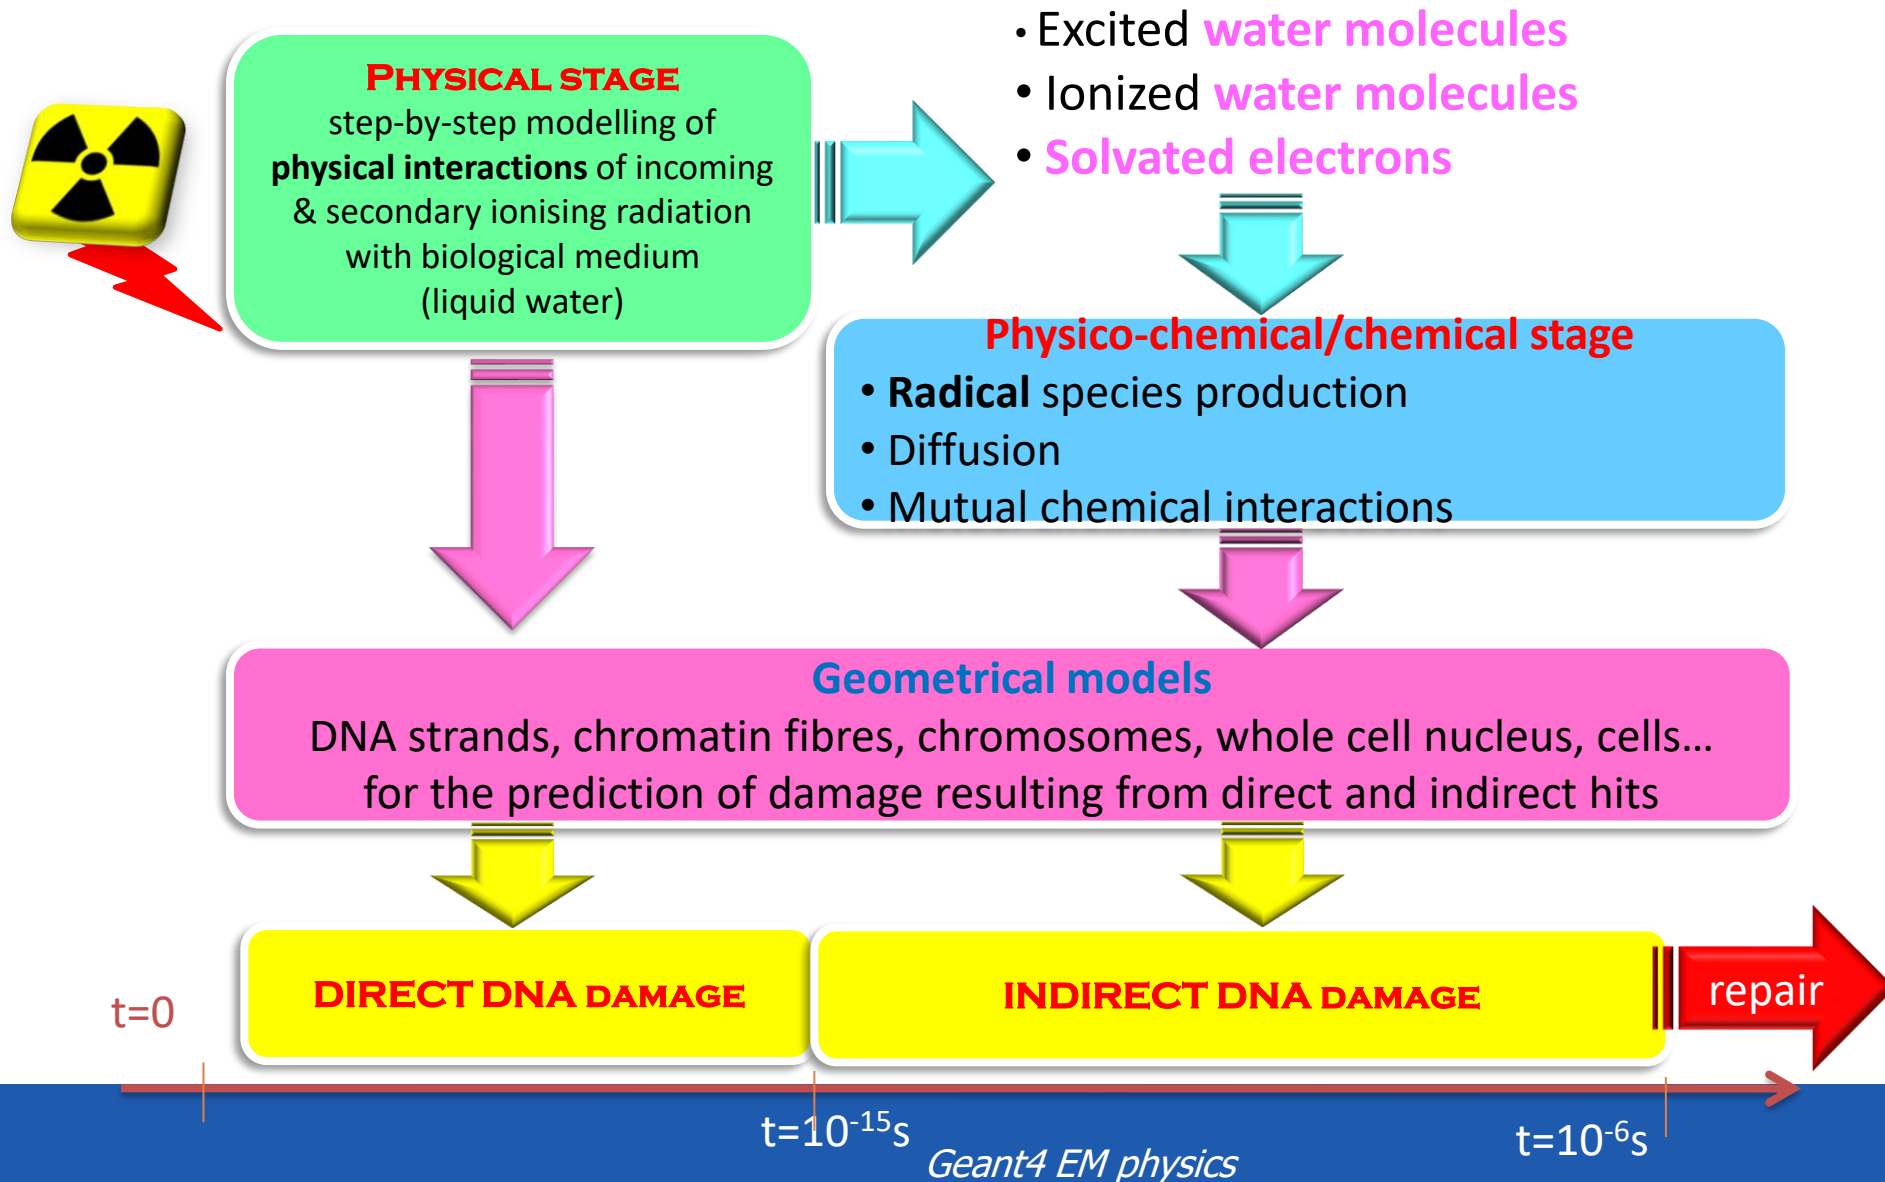 PHYSICAL STAGE
step-by-step modelling of
physical interactions of incoming
& secondary ionising radiation
with biological medium
(liquid water)
• Excited water molecules
• Ionized water molecules
• Solvated electrons
Physico-chemical/chemical stage
• Radical species production
• Diffusion
• Mutual chemical interactions
Geometrical models
DNA strands, chromatin fibres, chromosomes, whole cell nucleus, cells…
for the prediction of damage resulting from direct and indirect hits
DIRECT DNA DAMAGE
INDIRECT DNA DAMAGE
repair
t=0
t=10⁻¹⁵s
t=10⁻⁶s
Geant4 EM physics